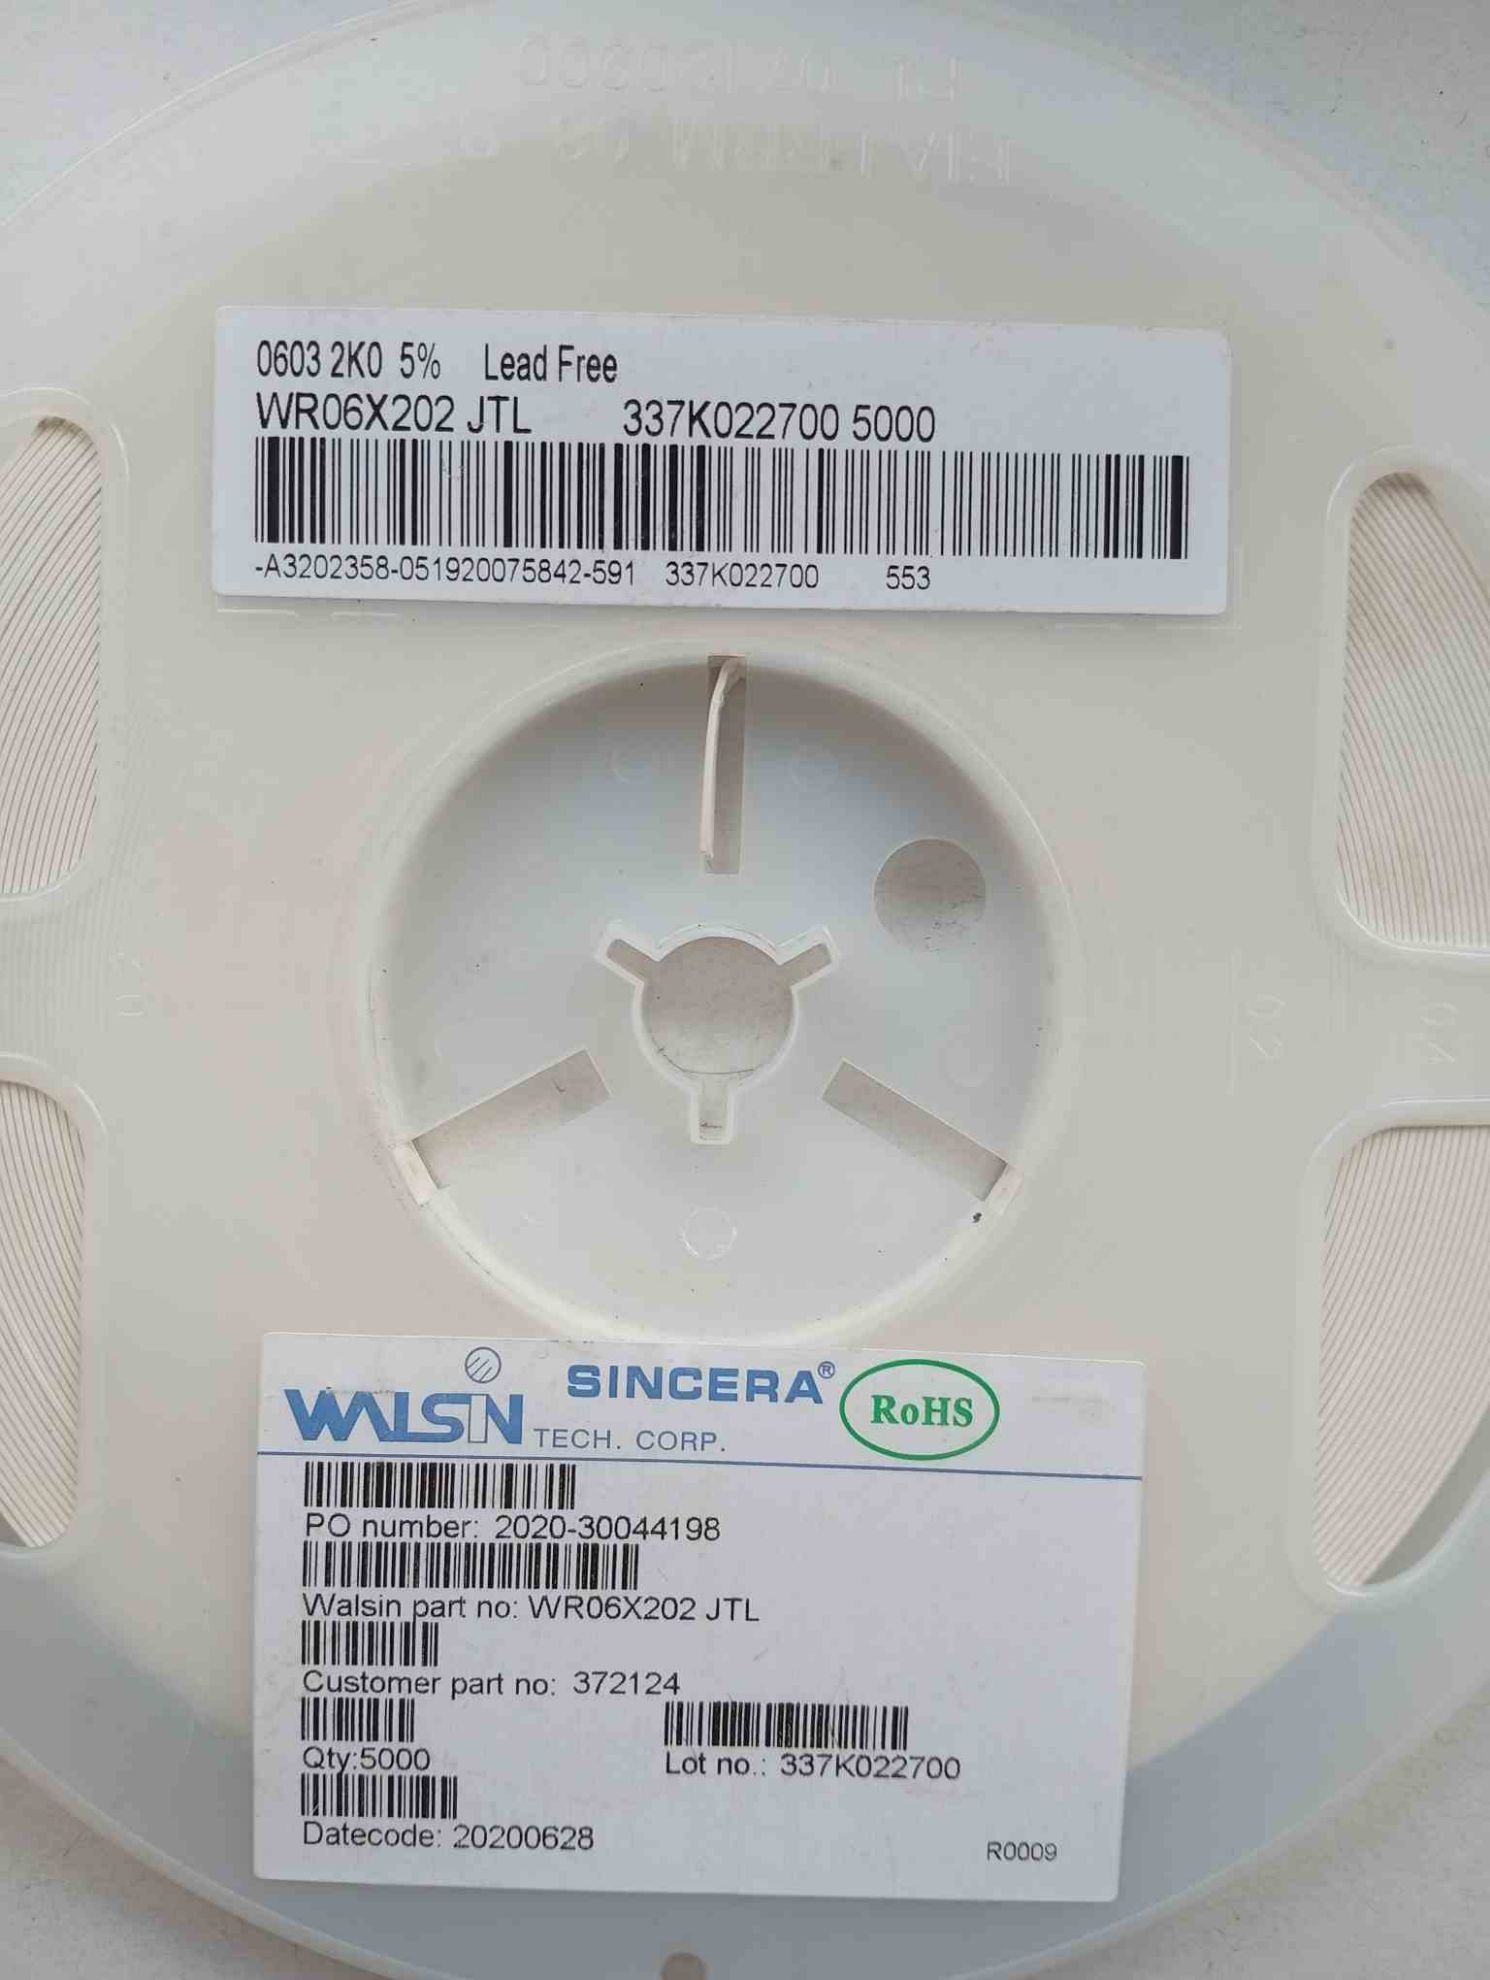 0603 2K0 5% Lead Free
WR06X202 JTL 337K022700 5000
-A3202358-051920075842-591 337K022700 553
WALSIN TECH. CORP. SINCERA® RoHS
PO number: 2020-30044198
Walsin part no: WR06X202 JTL
Customer part no: 372124
Qty:5000 Lot no.: 337K022700
Datecode: 20200628
R0009